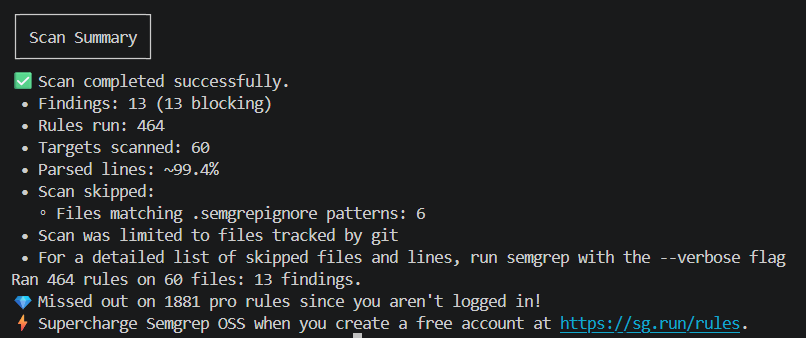 Scan Summary
✅ Scan completed successfully.
• Findings: 13 (13 blocking)
• Rules run: 464
• Targets scanned: 60
• Parsed lines: ~99.4%
• Scan skipped:
◦ Files matching .semgrepignore patterns: 6
• Scan was limited to files tracked by git
• For a detailed list of skipped files and lines, run semgrep with the --verbose flag
Ran 464 rules on 60 files: 13 findings.
💎 Missed out on 1881 pro rules since you aren't logged in!
⚡ Supercharge Semgrep OSS when you create a free account at https://sg.run/rules.